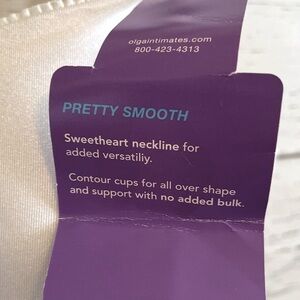 olgaintimates.com
800-423-4313
PRETTY SMOOTH
Sweetheart neckline for
added versatiliy.
Contour cups for all over shape
and support with no added bulk.